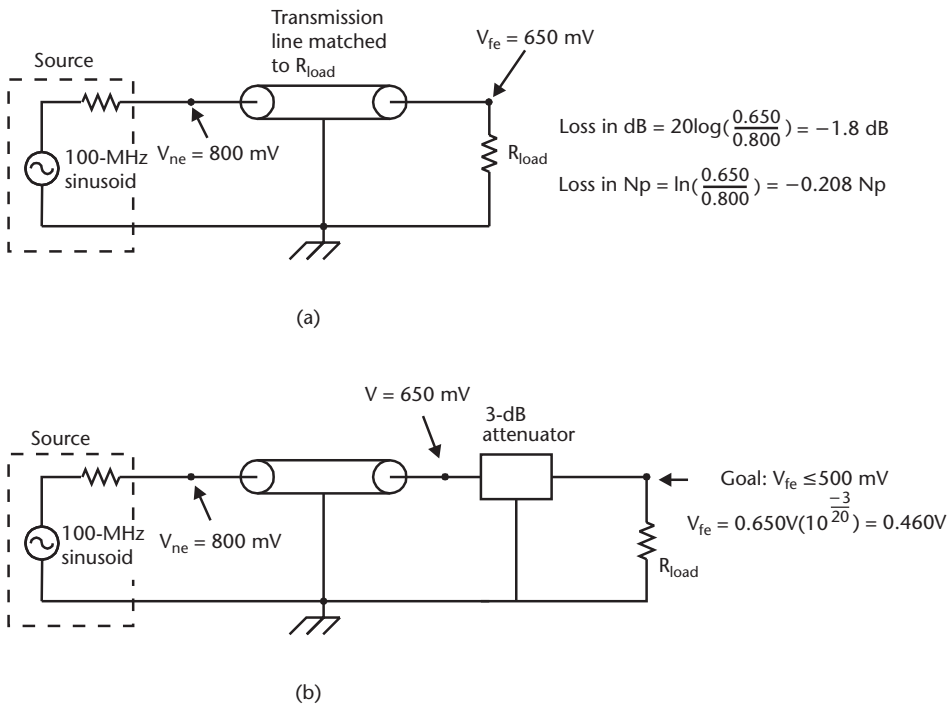 Transmission
line matched
to R_load
V_fe = 650 mV
Source
100-MHz
sinusoid
V_ne = 800 mV
R_load
Loss in dB = 20log(0.650/0.800) = −1.8 dB
Loss in Np = ln(0.650/0.800) = −0.208 Np
(a)
V = 650 mV
3-dB
attenuator
Source
100-MHz
sinusoid
V_ne = 800 mV
Goal: V_fe ≤500 mV
V_fe = 0.650V(10^(−3/20)) = 0.460V
R_load
(b)